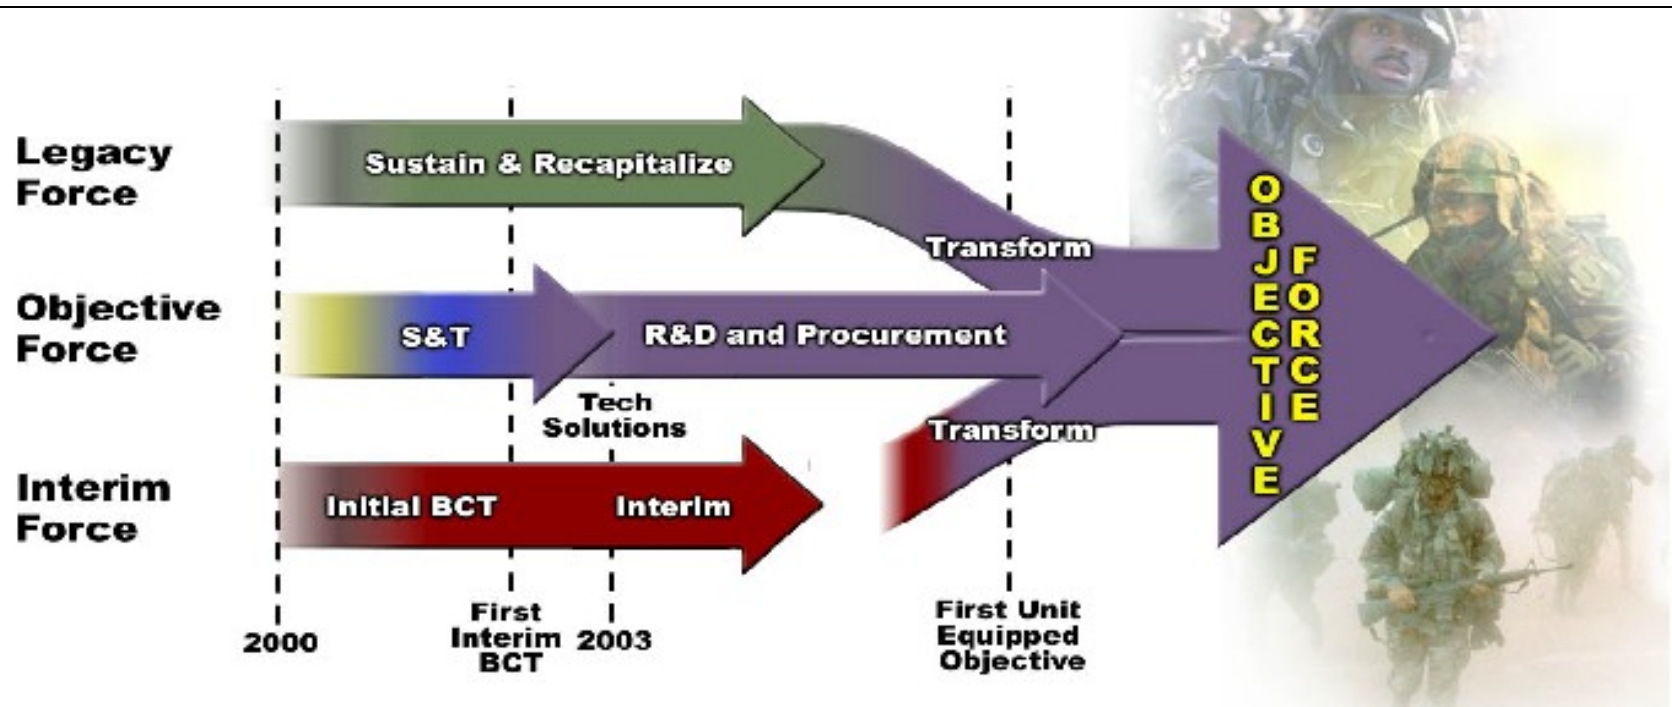 Legacy
Force
Sustain & Recapitalize
Transform
Objective
Force
S&T
R&D and Procurement
Tech
Solutions
Transform
Interim
Force
Initial BCT
Interim
OBJECTIVE
FORCE
2000
First
Interim
BCT
2003
First Unit
Equipped
Objective